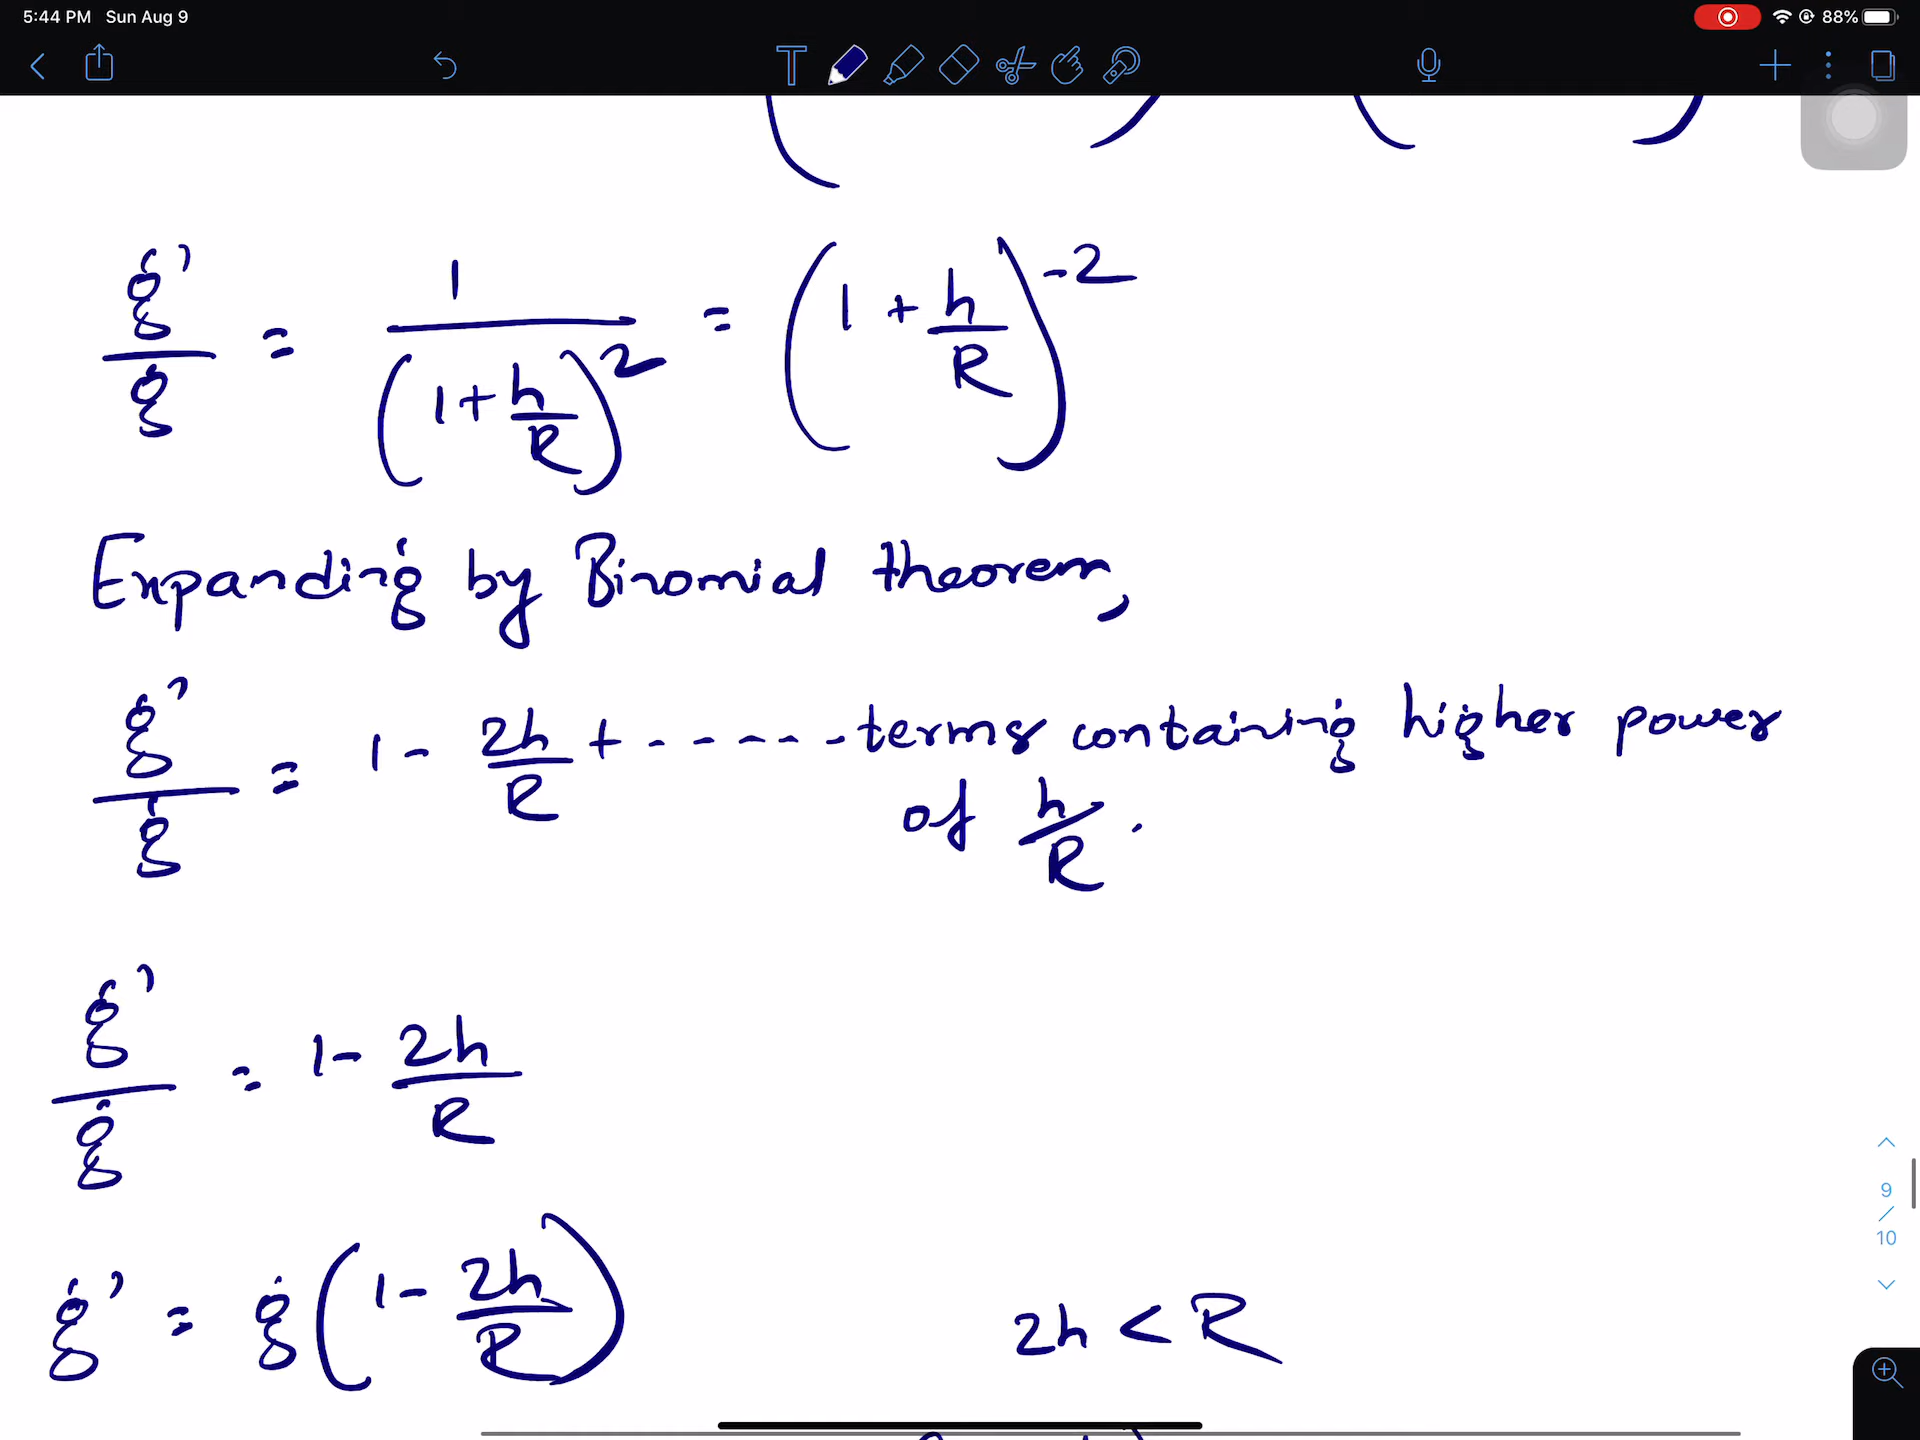 5:44 PM Sun Aug 9 88%
g'/g = 1/(1+h/R)² = (1+h/R)⁻²
Expanding by Binomial theorem,
g'/g = 1 - 2h/R + ----- terms containing higher power
of h/R.
g'/g = 1 - 2h/R
g' = g(1 - 2h/R) 2h < R
9
/
10